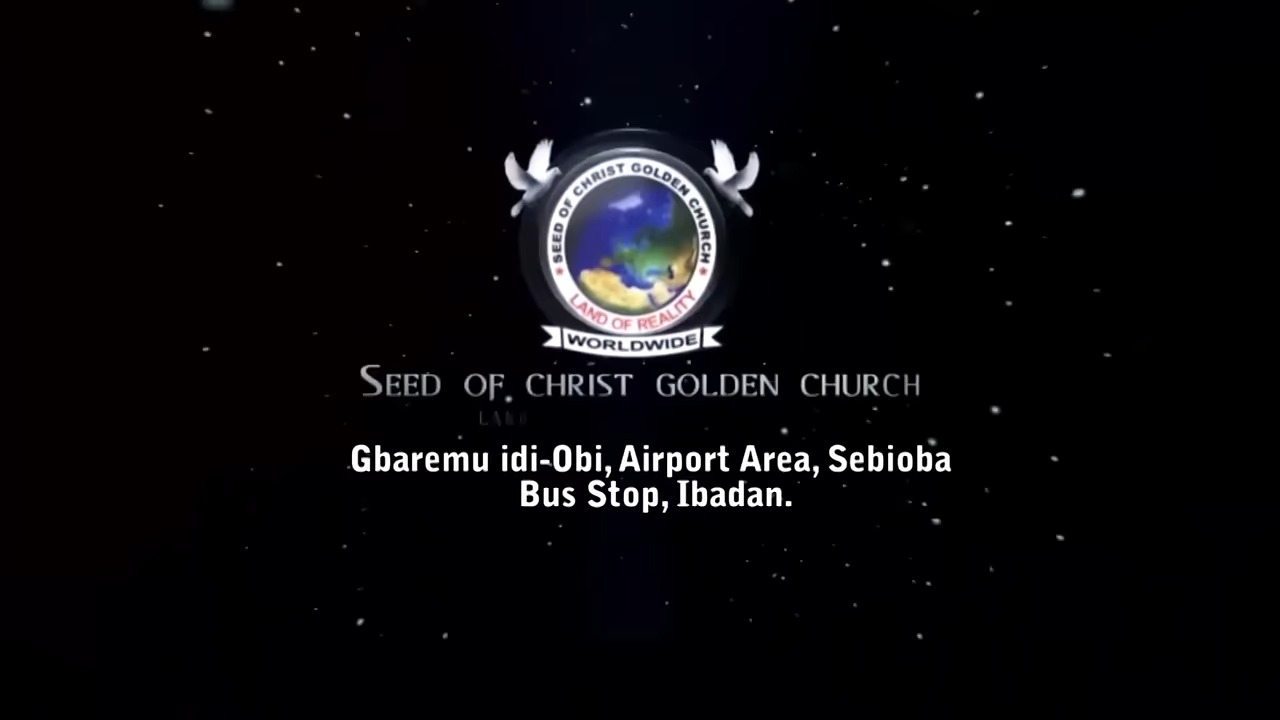 SEED OF CHRIST GOLDEN CHURCH
LAND OF REALITY
WORLDWIDE
SEED OF CHRIST GOLDEN CHURCH
Gbaremu idi-Obi, Airport Area, Sebioba
Bus Stop, Ibadan.